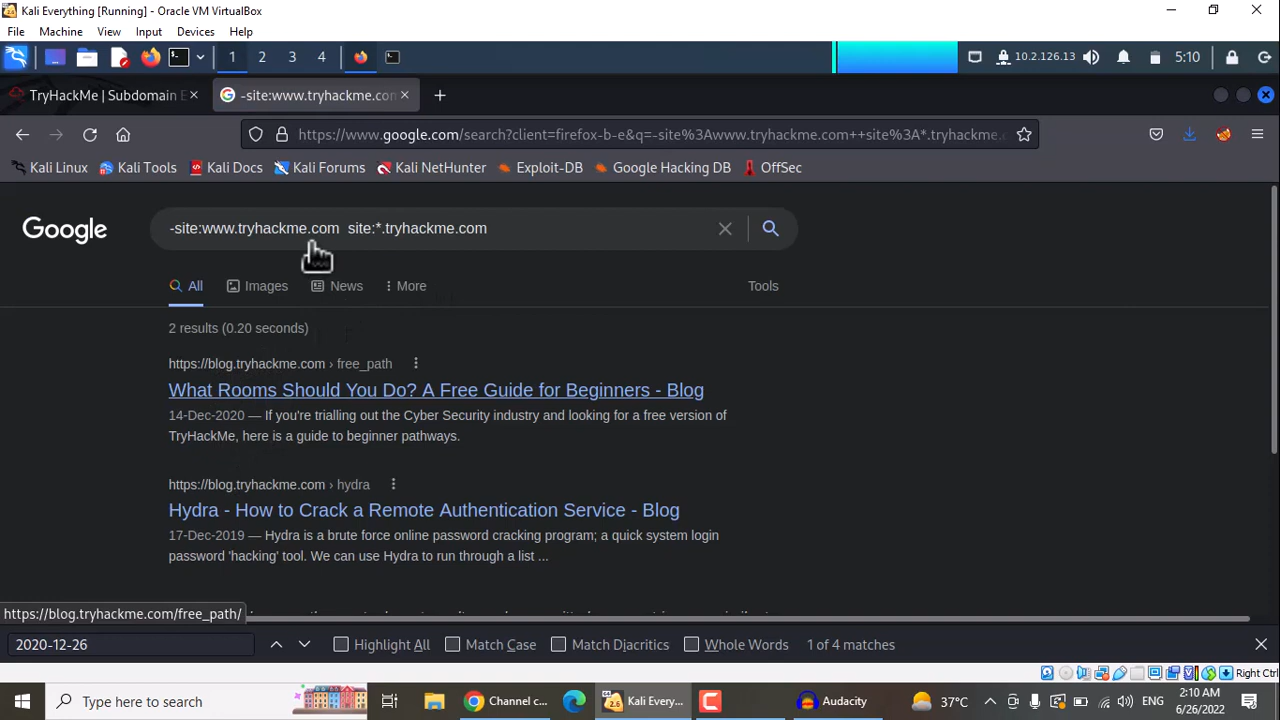 Kali Everything [Running] - Oracle VM VirtualBox
File Machine View Input Devices Help
1 2 3 4 10.2.126.13 5:10
TryHackMe | Subdomain E
-site:www.tryhackme.com
https://www.google.com/search?client=firefox-b-e&q=-site%3Awww.tryhackme.com++site%3A*.tryhackme.c
Kali Linux Kali Tools Kali Docs Kali Forums Kali NetHunter Exploit-DB Google Hacking DB OffSec
Google
-site:www.tryhackme.com site:*.tryhackme.com
All Images News More Tools
2 results (0.20 seconds)
https://blog.tryhackme.com › free_path
What Rooms Should You Do? A Free Guide for Beginners - Blog
14-Dec-2020 — If you're trialling out the Cyber Security industry and looking for a free version of
TryHackMe, here is a guide to beginner pathways.
https://blog.tryhackme.com › hydra
Hydra - How to Crack a Remote Authentication Service - Blog
17-Dec-2019 — Hydra is a brute force online password cracking program; a quick system login
password 'hacking' tool. We can use Hydra to run through a list ...
https://blog.tryhackme.com/free_path/
2020-12-26 Highlight All Match Case Match Diacritics Whole Words 1 of 4 matches
Right Ctrl
Type here to search Channel c... Kali Every... Audacity 37°C ENG 2:10 AM
6/26/2022